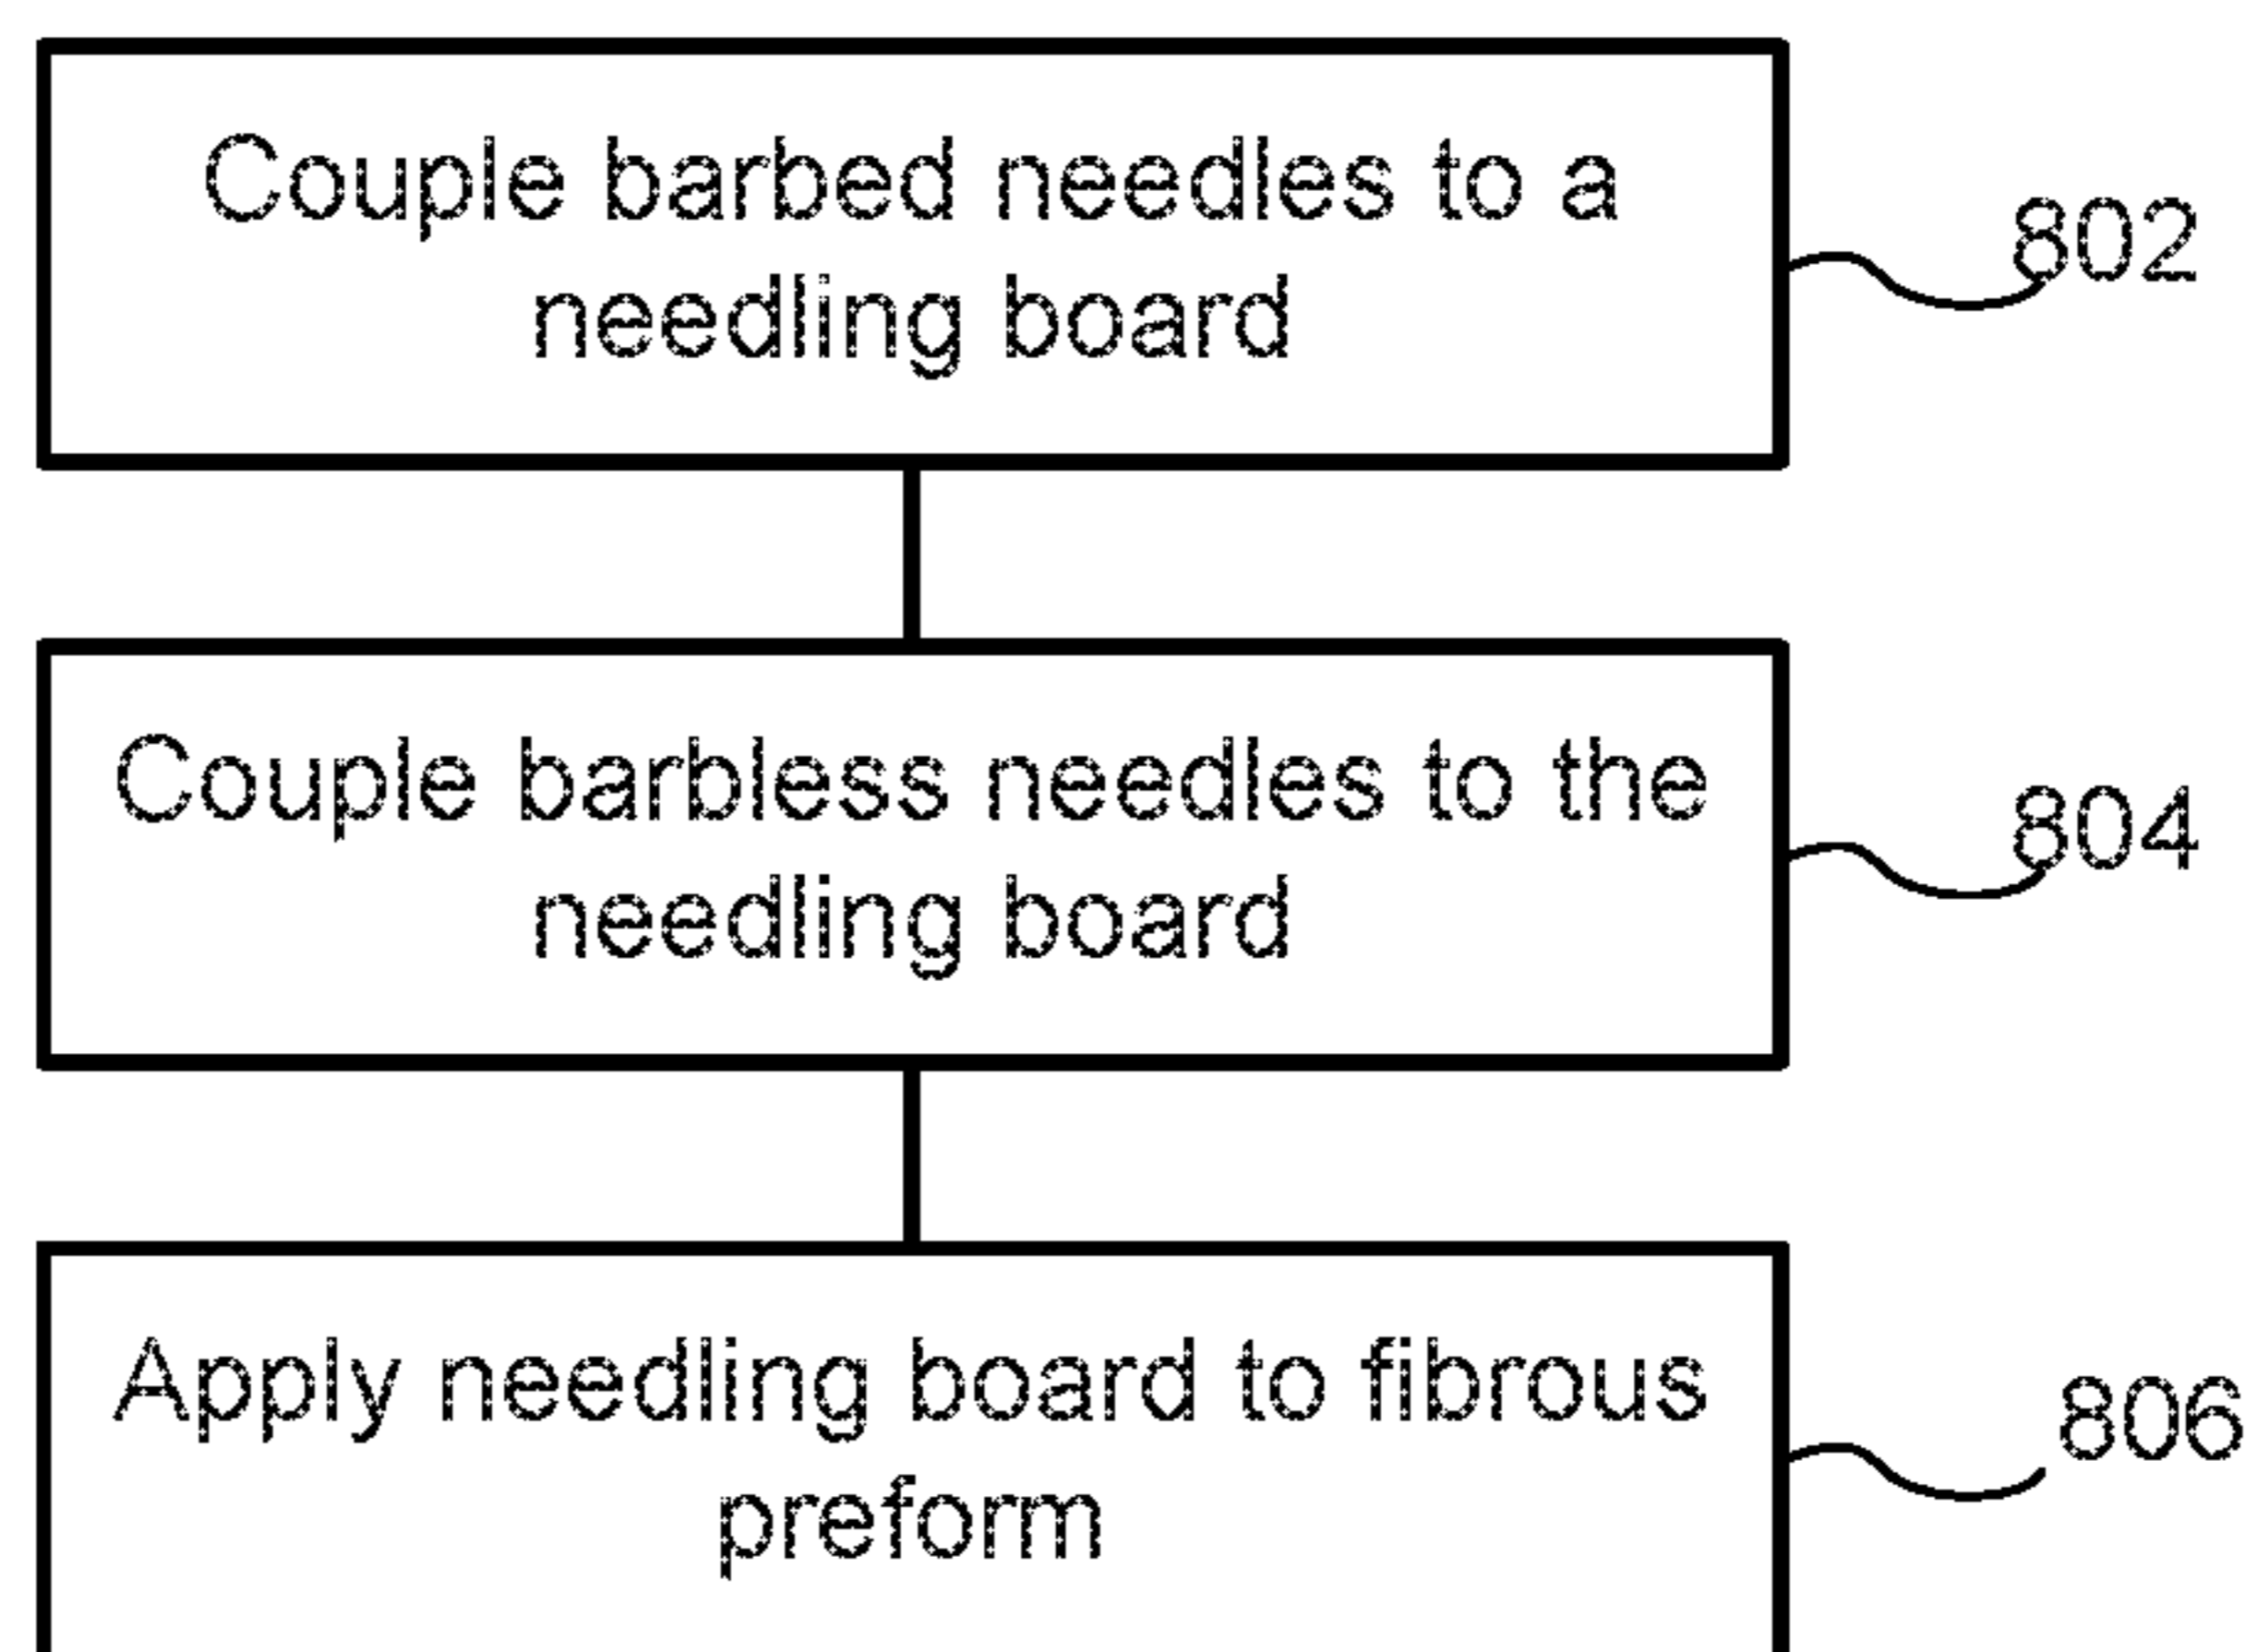 Couple barbed needles to a
needling board
802
Couple barbless needles to the
needling board
804
Apply needling board to fibrous
preform
806